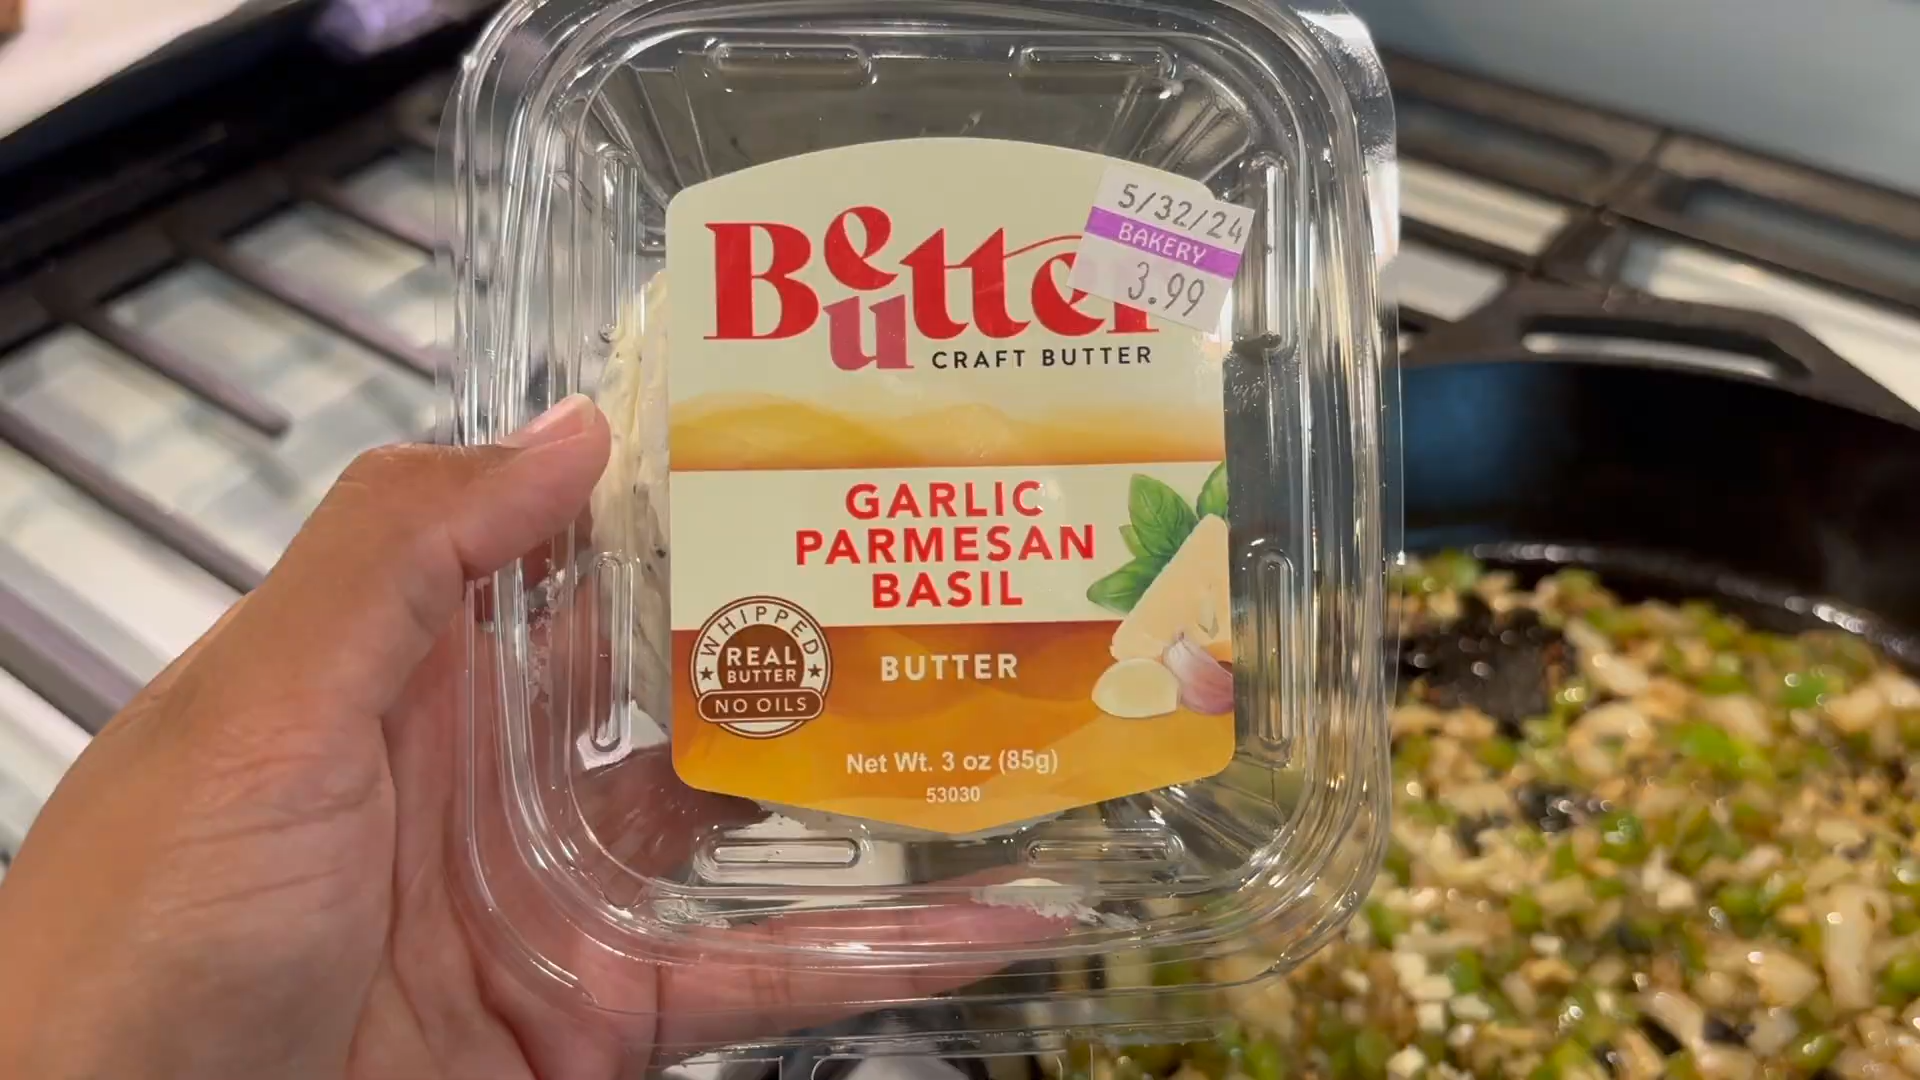 Beutter
CRAFT BUTTER
5/32/24
BAKERY
3.99
GARLIC
PARMESAN
BASIL
BUTTER
WHIPPED
REAL
BUTTER
NO OILS
Net Wt. 3 oz (85g)
53030